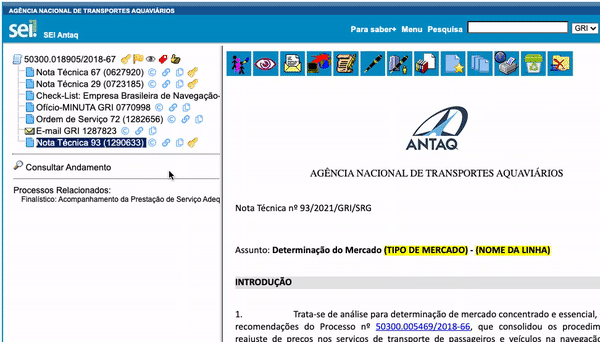 AGÊNCIA NACIONAL DE TRANSPORTES AQUAVIÁRIOS
sei! SEI Antaq
Para saber+ Menu Pesquisa GRI
50300.018905/2018-67
Nota Técnica 67 (0627920)
Nota Técnica 29 (0723185)
Check-List: Empresa Brasileira de Navegação-
Ofício-MINUTA GRI 0770998
Ordem de Serviço 72 (1282656)
E-mail GRI 1287823
Nota Técnica 93 (1290633)
Consultar Andamento
Processos Relacionados:
Finalístico: Acompanhamento da Prestação de Serviço Adeq
ANTAQ
AGÊNCIA NACIONAL DE TRANSPORTES AQUAVIÁRIOS
Nota Técnica nº 93/2021/GRI/SRG
Assunto: Determinação do Mercado (TIPO DE MERCADO) - (NOME DA LINHA)
INTRODUÇÃO
1. Trata-se de análise para determinação de mercado concentrado e essencial,
recomendações do Processo nº 50300.005469/2018-66, que consolidou os procedim
reajuste de preços nos serviços de transporte de passageiros e veículos na navegação